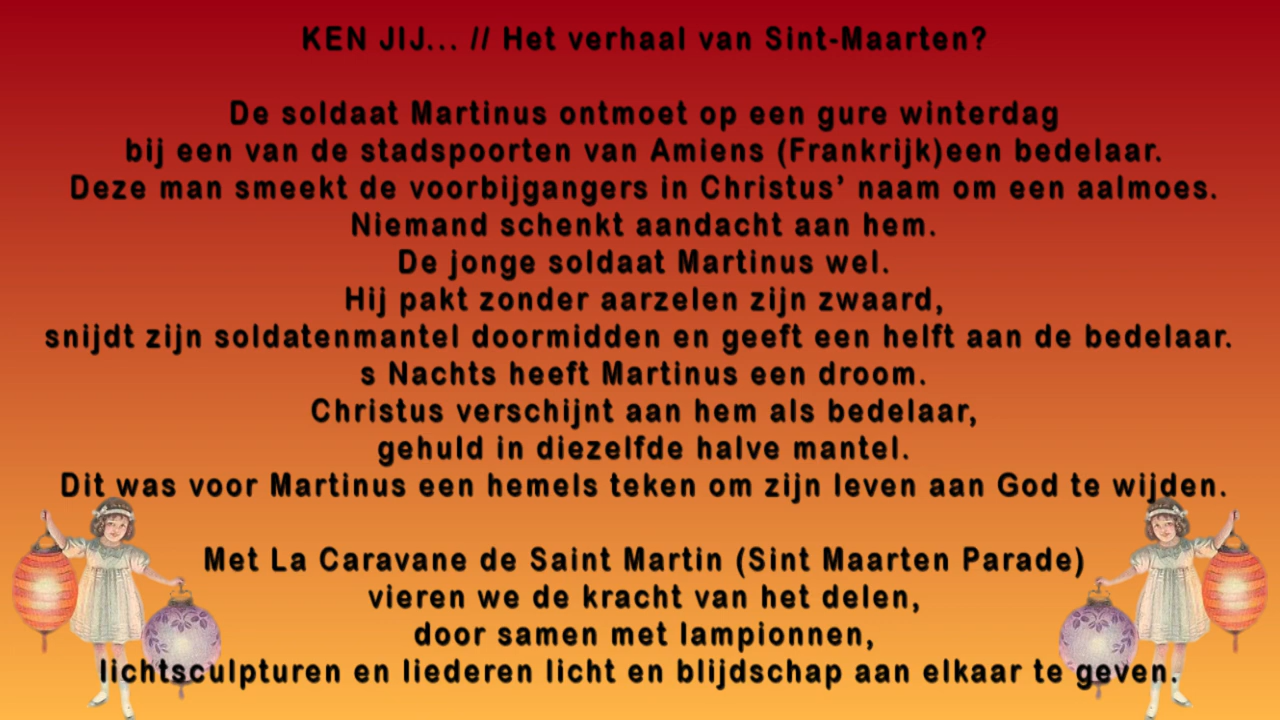 KEN JIJ... // Het verhaal van Sint-Maarten?
De soldaat Martinus ontmoet op een gure winterdag
bij een van de stadspoorten van Amiens (Frankrijk)een bedelaar.
Deze man smeekt de voorbijgangers in Christus’ naam om een aalmoes.
Niemand schenkt aandacht aan hem.
De jonge soldaat Martinus wel.
Hij pakt zonder aarzelen zijn zwaard,
snijdt zijn soldatenmantel doormidden en geeft een helft aan de bedelaar.
s Nachts heeft Martinus een droom.
Christus verschijnt aan hem als bedelaar,
gehuld in diezelfde halve mantel.
Dit was voor Martinus een hemels teken om zijn leven aan God te wijden.
Met La Caravane de Saint Martin (Sint Maarten Parade)
vieren we de kracht van het delen,
door samen met lampionnen,
lichtsculpturen en liederen licht en blijdschap aan elkaar te geven.